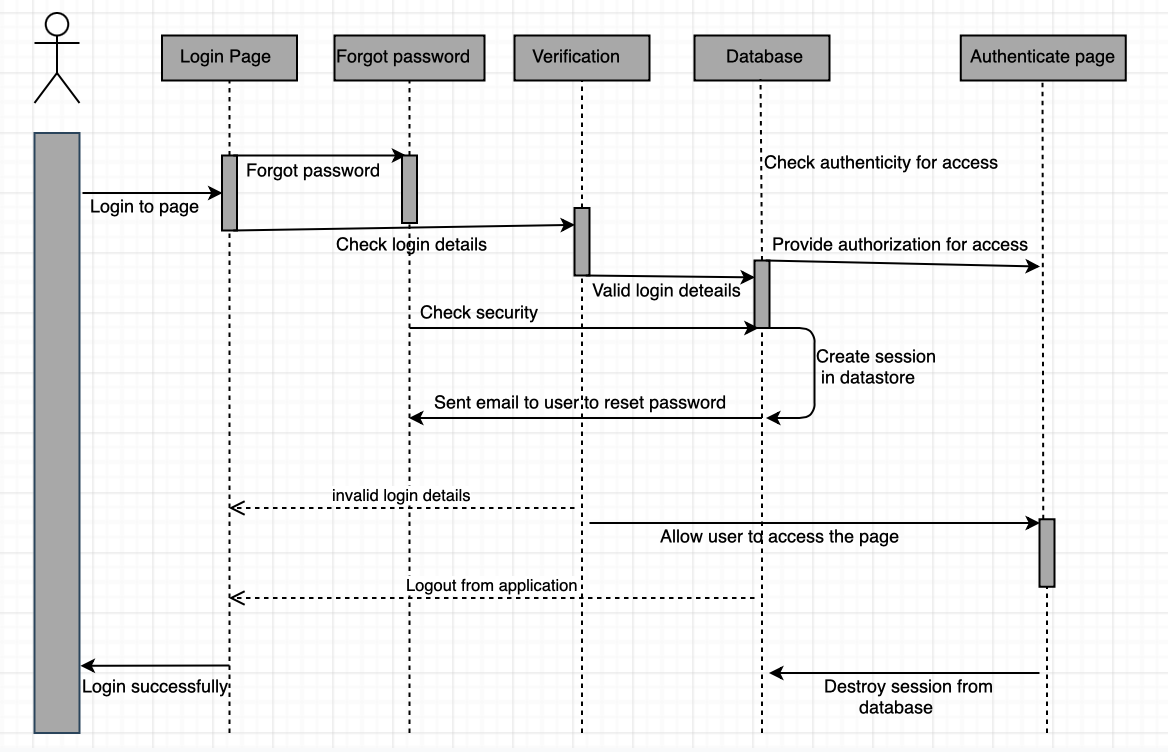 Login Page
Forgot password
Verification
Database
Authenticate page
Check authenticity for access
Forgot password
Login to page
Check login details
Provide authorization for access
Valid login deteails
Check security
Create session
in datastore
Sent email to user to reset password
invalid login details
Allow user to access the page
Logout from application
Login successfully
Destroy session from
database